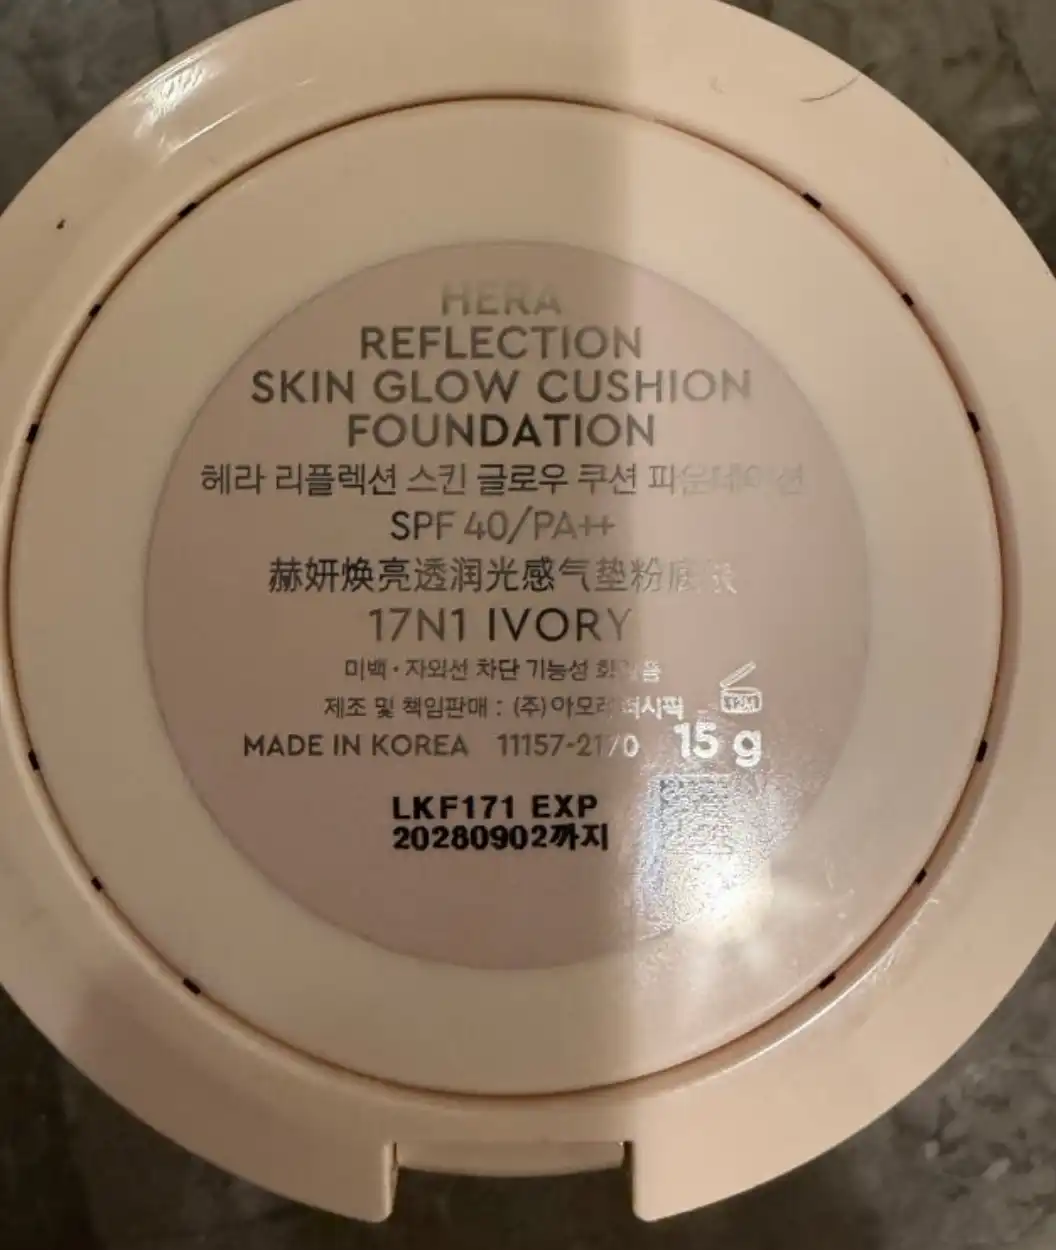 HERA
REFLECTION
SKIN GLOW CUSHION
FOUNDATION
헤라 리플렉션 스킨 글로우 쿠션 파운데이션
SPF 40/PA++
赫妍焕亮透润光感气垫粉底液
17N1 IVORY
미백·자외선 차단 기능성 화장품
제조 및 책임판매 : (주)아모레퍼시픽
12M
MADE IN KOREA 11157-2170 15 g
LKF171 EXP
20280902까지